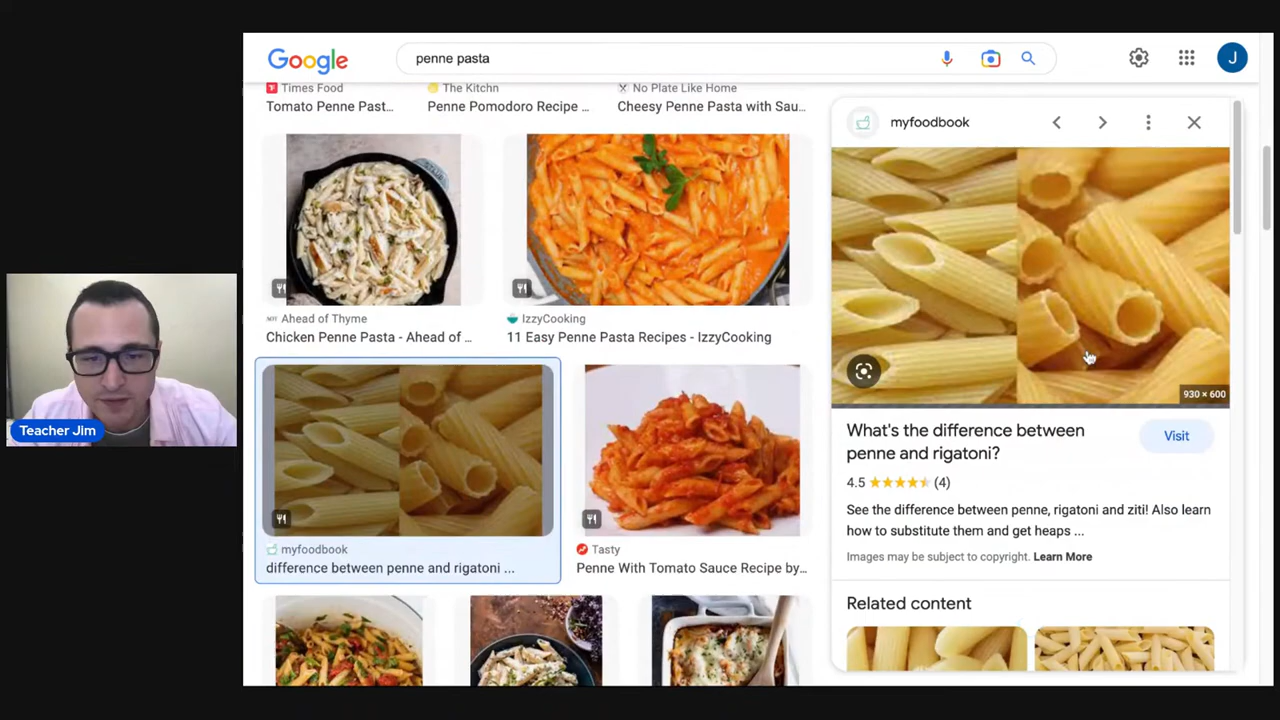 Google
penne pasta
J
Times Food
The Kitchn
No Plate Like Home
Tomato Penne Past...
Penne Pomodoro Recipe ...
Cheesy Penne Pasta with Sau...
Ahead of Thyme
Chicken Penne Pasta - Ahead of ...
IzzyCooking
11 Easy Penne Pasta Recipes - IzzyCooking
myfoodbook
difference between penne and rigatoni ...
Tasty
Penne With Tomato Sauce Recipe by...
myfoodbook
930 × 600
What's the difference between
penne and rigatoni?
Visit
4.5 (4)
See the difference between penne, rigatoni and ziti! Also learn
how to substitute them and get heaps ...
Images may be subject to copyright. Learn More
Related content
Teacher Jim